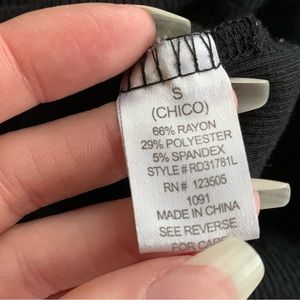 S
(CHICO)
66% RAYON
29% POLYESTER
5% SPANDEX
STYLE # RD31781L
RN# 123505
1091
MADE IN CHINA
SEE REVERSE
FOR CARE